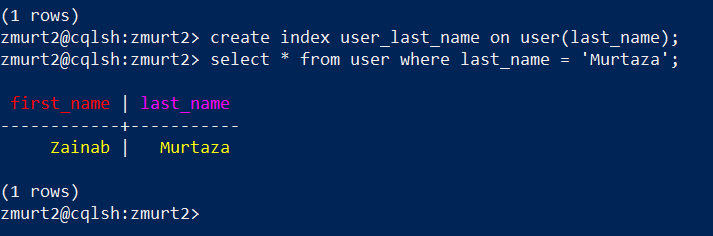 (1 rows)
zmurt2@cqlsh:zmurt2> create index user_last_name on user(last_name);
zmurt2@cqlsh:zmurt2> select * from user where last_name = 'Murtaza';
first_name | last_name
------------+-----------
Zainab | Murtaza
(1 rows)
zmurt2@cqlsh:zmurt2>